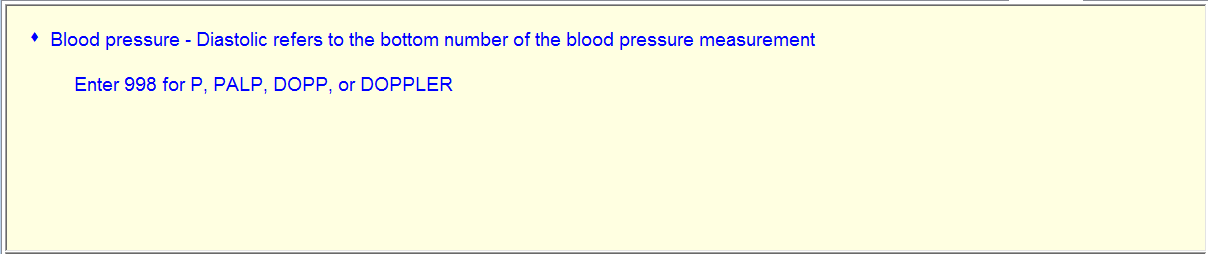 ♦ Blood pressure - Diastolic refers to the bottom number of the blood pressure measurement
Enter 998 for P, PALP, DOPP, or DOPPLER